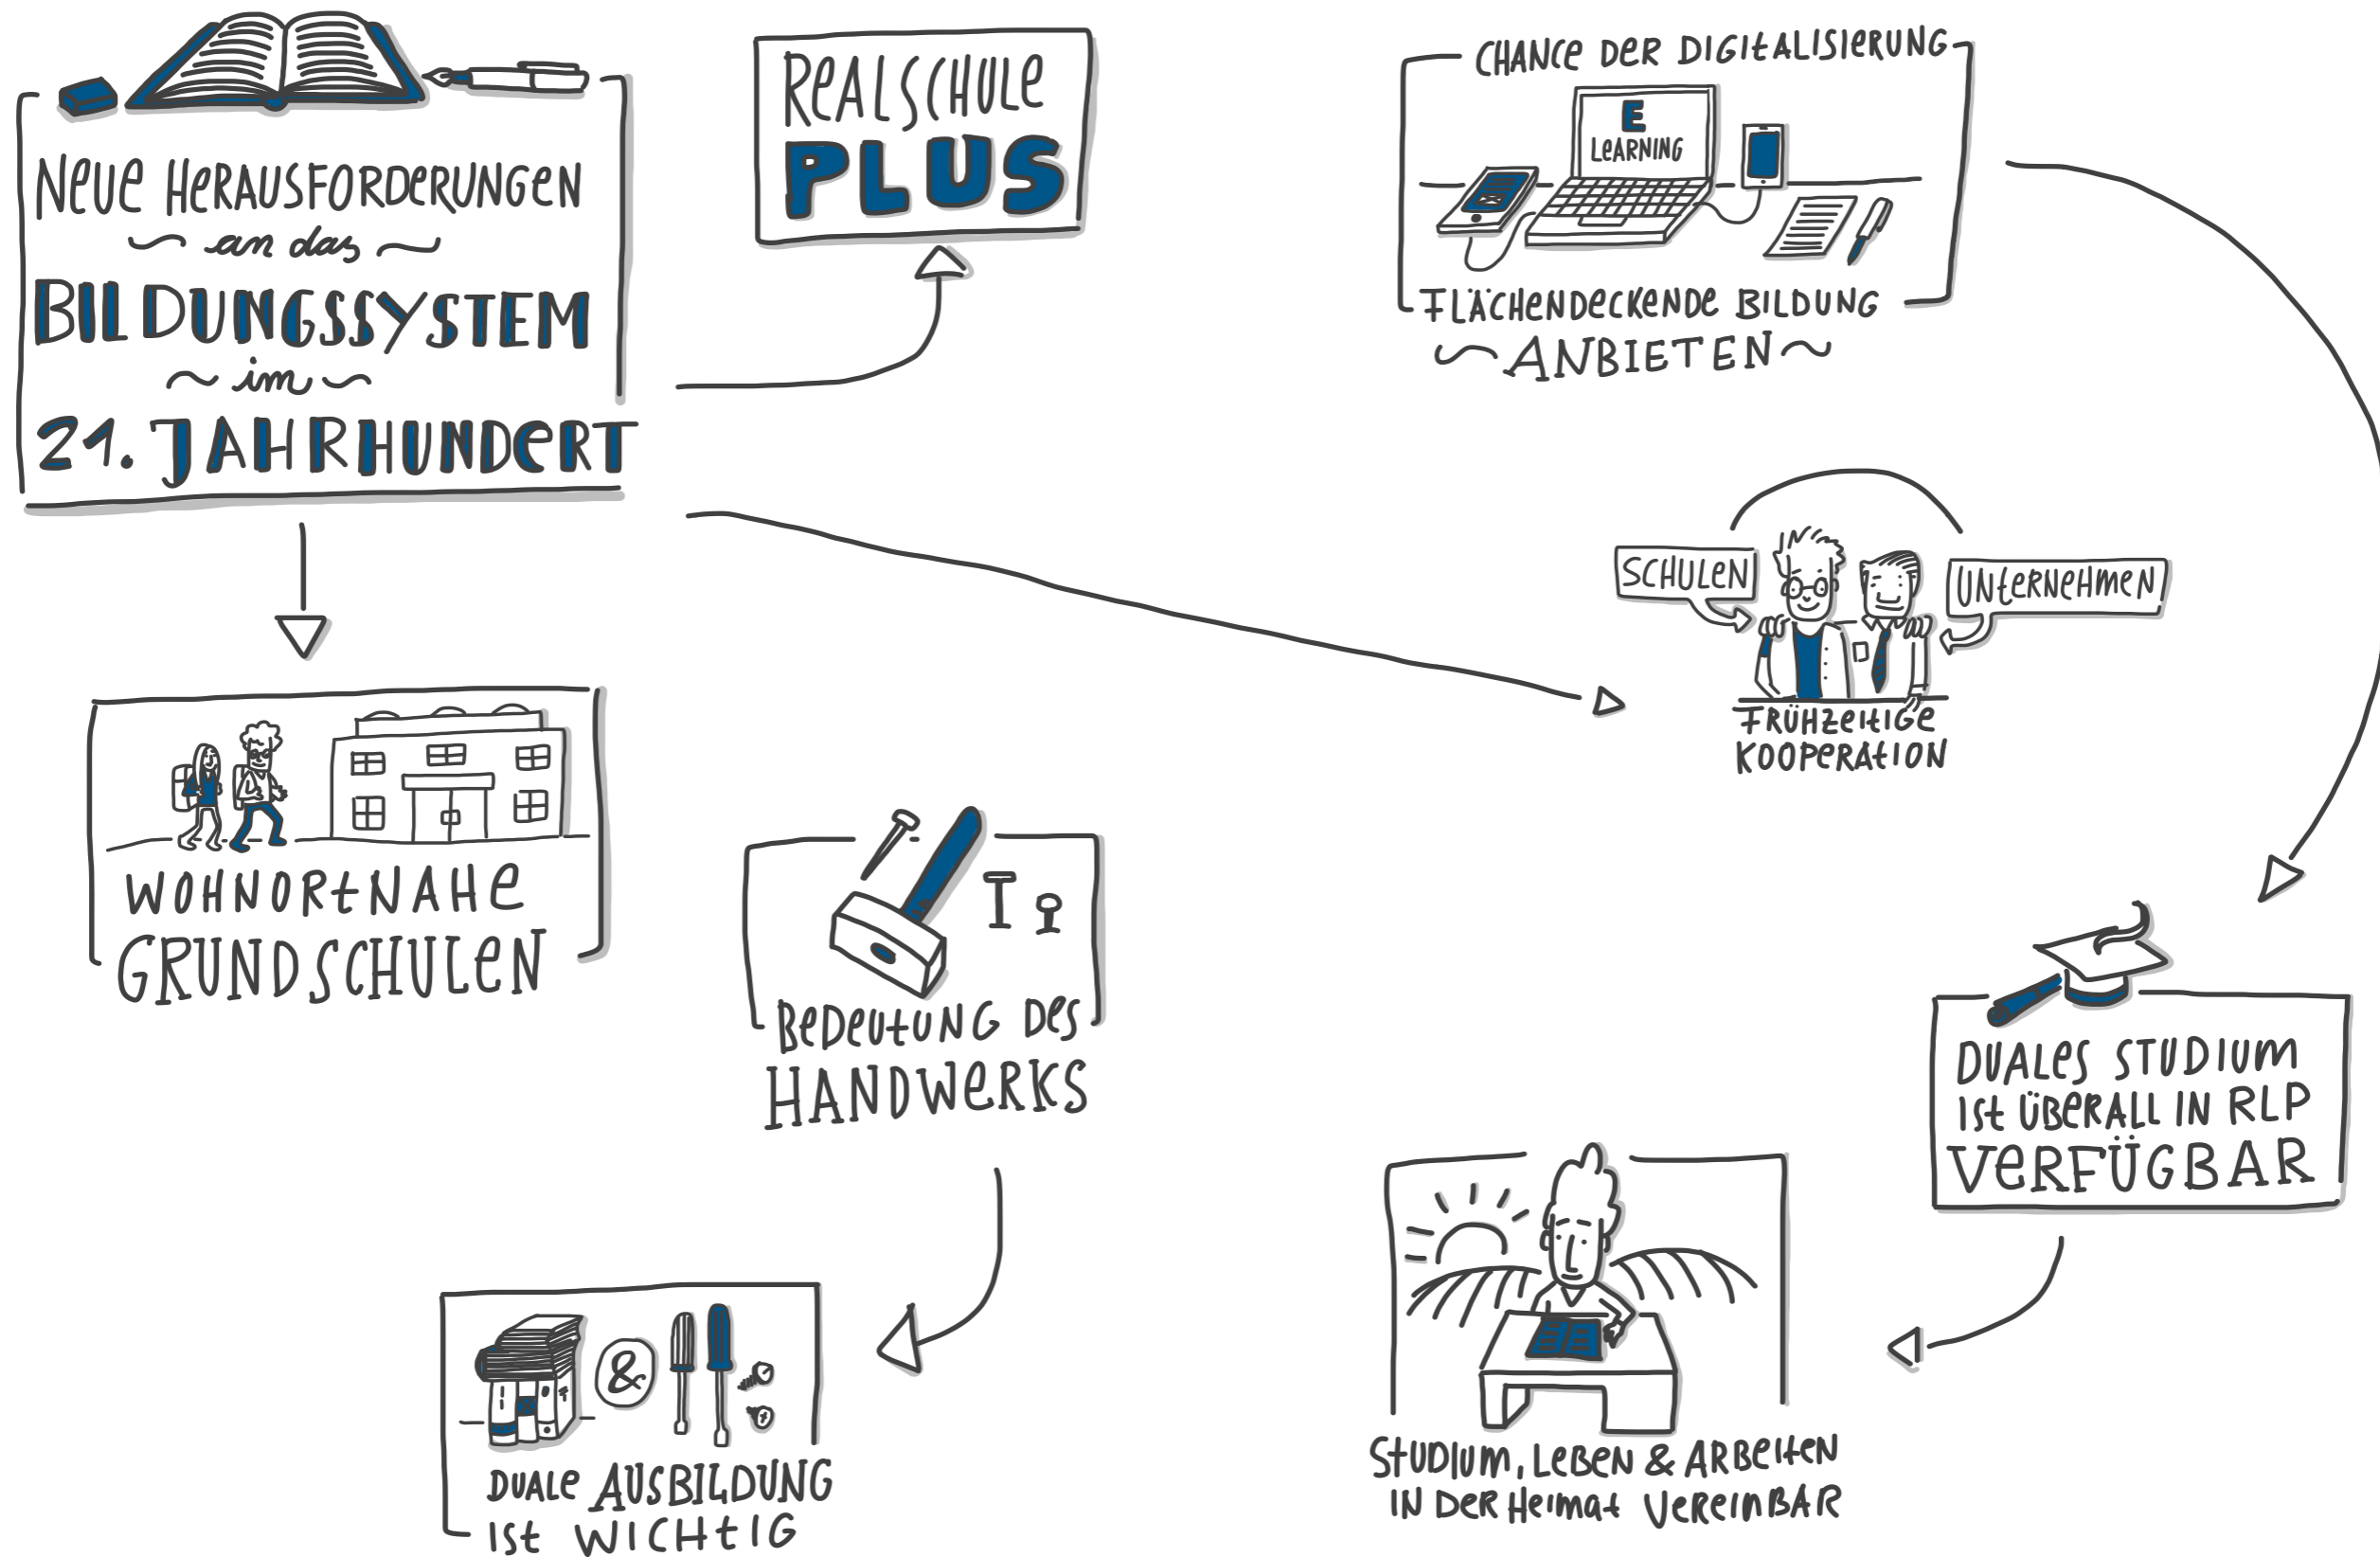 NEUE HERAUSFORDERUNGEN
an das
BILDUNGSSYSTEM
im
21. JAHRHUNDERT
REALSCHULE
PLUS
CHANCE DER DIGITALISIERUNG
E
LEARNING
FLÄCHENDECKENDE BILDUNG
ANBIETEN
SCHULEN
UNTERNEHMEN
FRÜHZEITIGE
KOOPERATION
WOHNORTNAHE
GRUNDSCHULEN
BEDEUTUNG DES
HANDWERKS
DUALES STUDIUM
IST ÜBERALL IN RLP
VERFÜGBAR
&
DUALE AUSBILDUNG
IST WICHTIG
STUDIUM, LEBEN & ARBEITEN
IN DER HEIMAT VEREINBAR